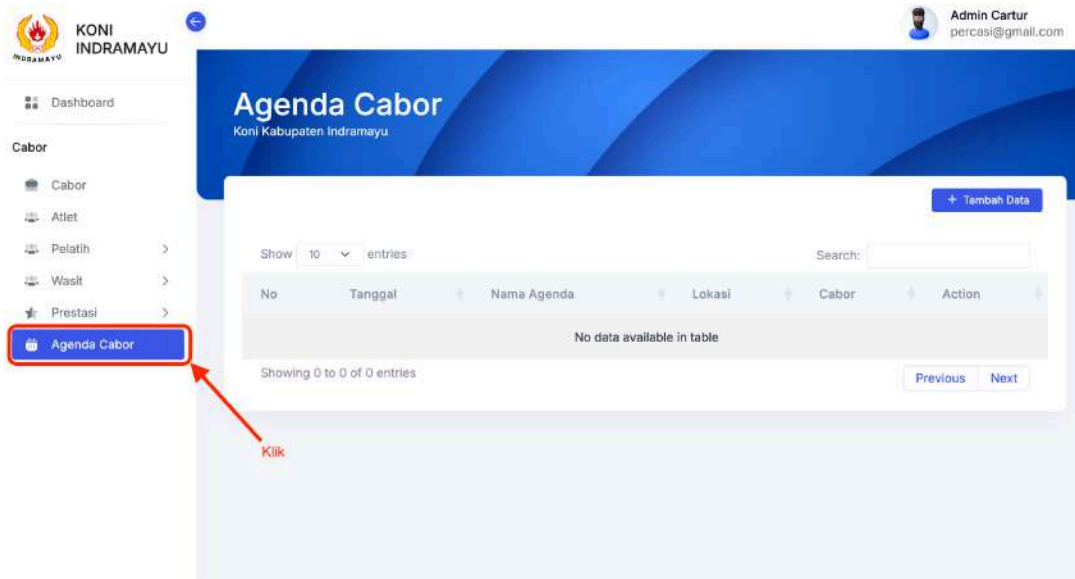 INDRAMAYU
KONI
INDRAMAYU
Admin Cartur
percasi@gmail.com
Dashboard
Cabor
Cabor
Atlet
Pelatih
Wasit
Prestasi
Agenda Cabor
Agenda Cabor
Koni Kabupaten Indramayu
+ Tambah Data
Show 10 entries
Search:
No Tanggal Nama Agenda Lokasi Cabor Action
No data available in table
Showing 0 to 0 of 0 entries
Previous Next
Klik